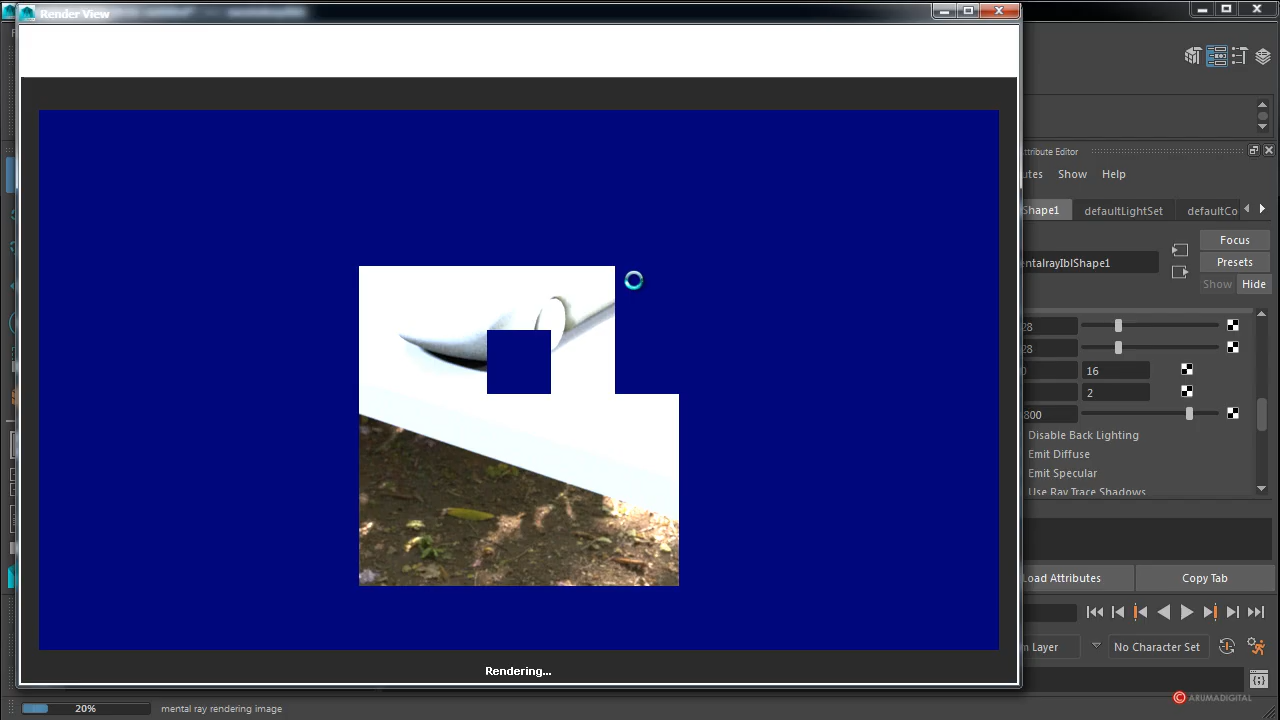 Render View
Attribute Editor
utes Show Help
Shape1 defaultLightSet defaultCo
Focus
entalrayIblShape1
Presets
Show Hide
28
28
0 16
2
800
Disable Back Lighting
Emit Diffuse
Emit Specular
Use Ray Trace Shadows
Load Attributes Copy Tab
m Layer No Character Set
Rendering...
© ARUMADIGITAL
20% mental ray rendering image